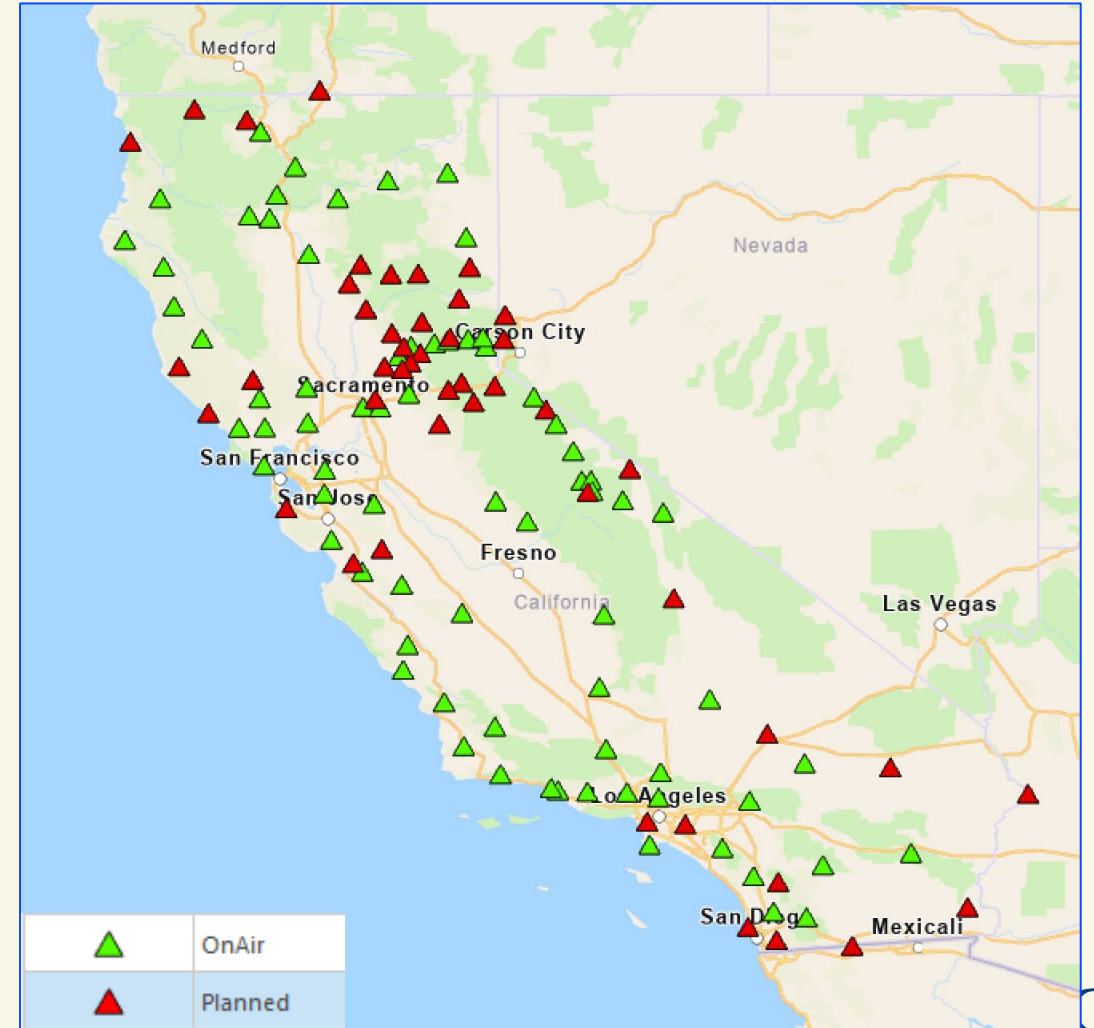 Medford
Nevada
Carson City
Sacramento
San Francisco
San Jose
Fresno
California
Las Vegas
Los Angeles
San Diego
Mexicali
OnAir
Planned